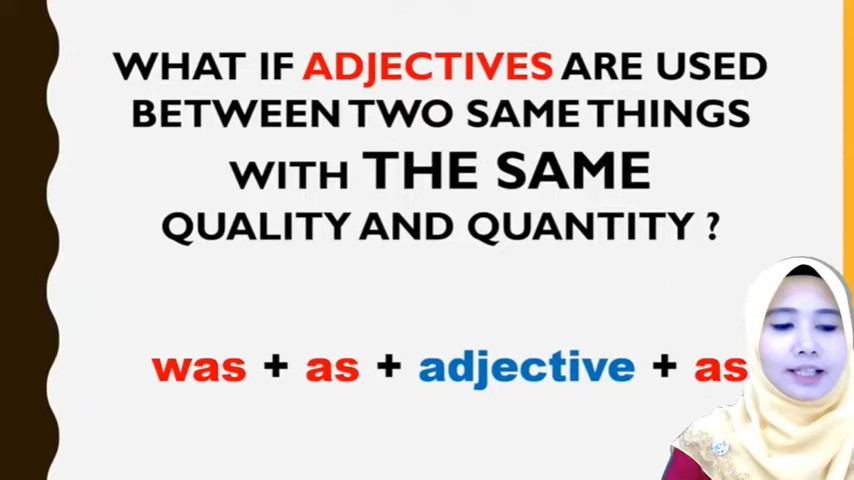 WHAT IF ADJECTIVES ARE USED
BETWEEN TWO SAME THINGS
WITH THE SAME
QUALITY AND QUANTITY ?
was + as + adjective + as